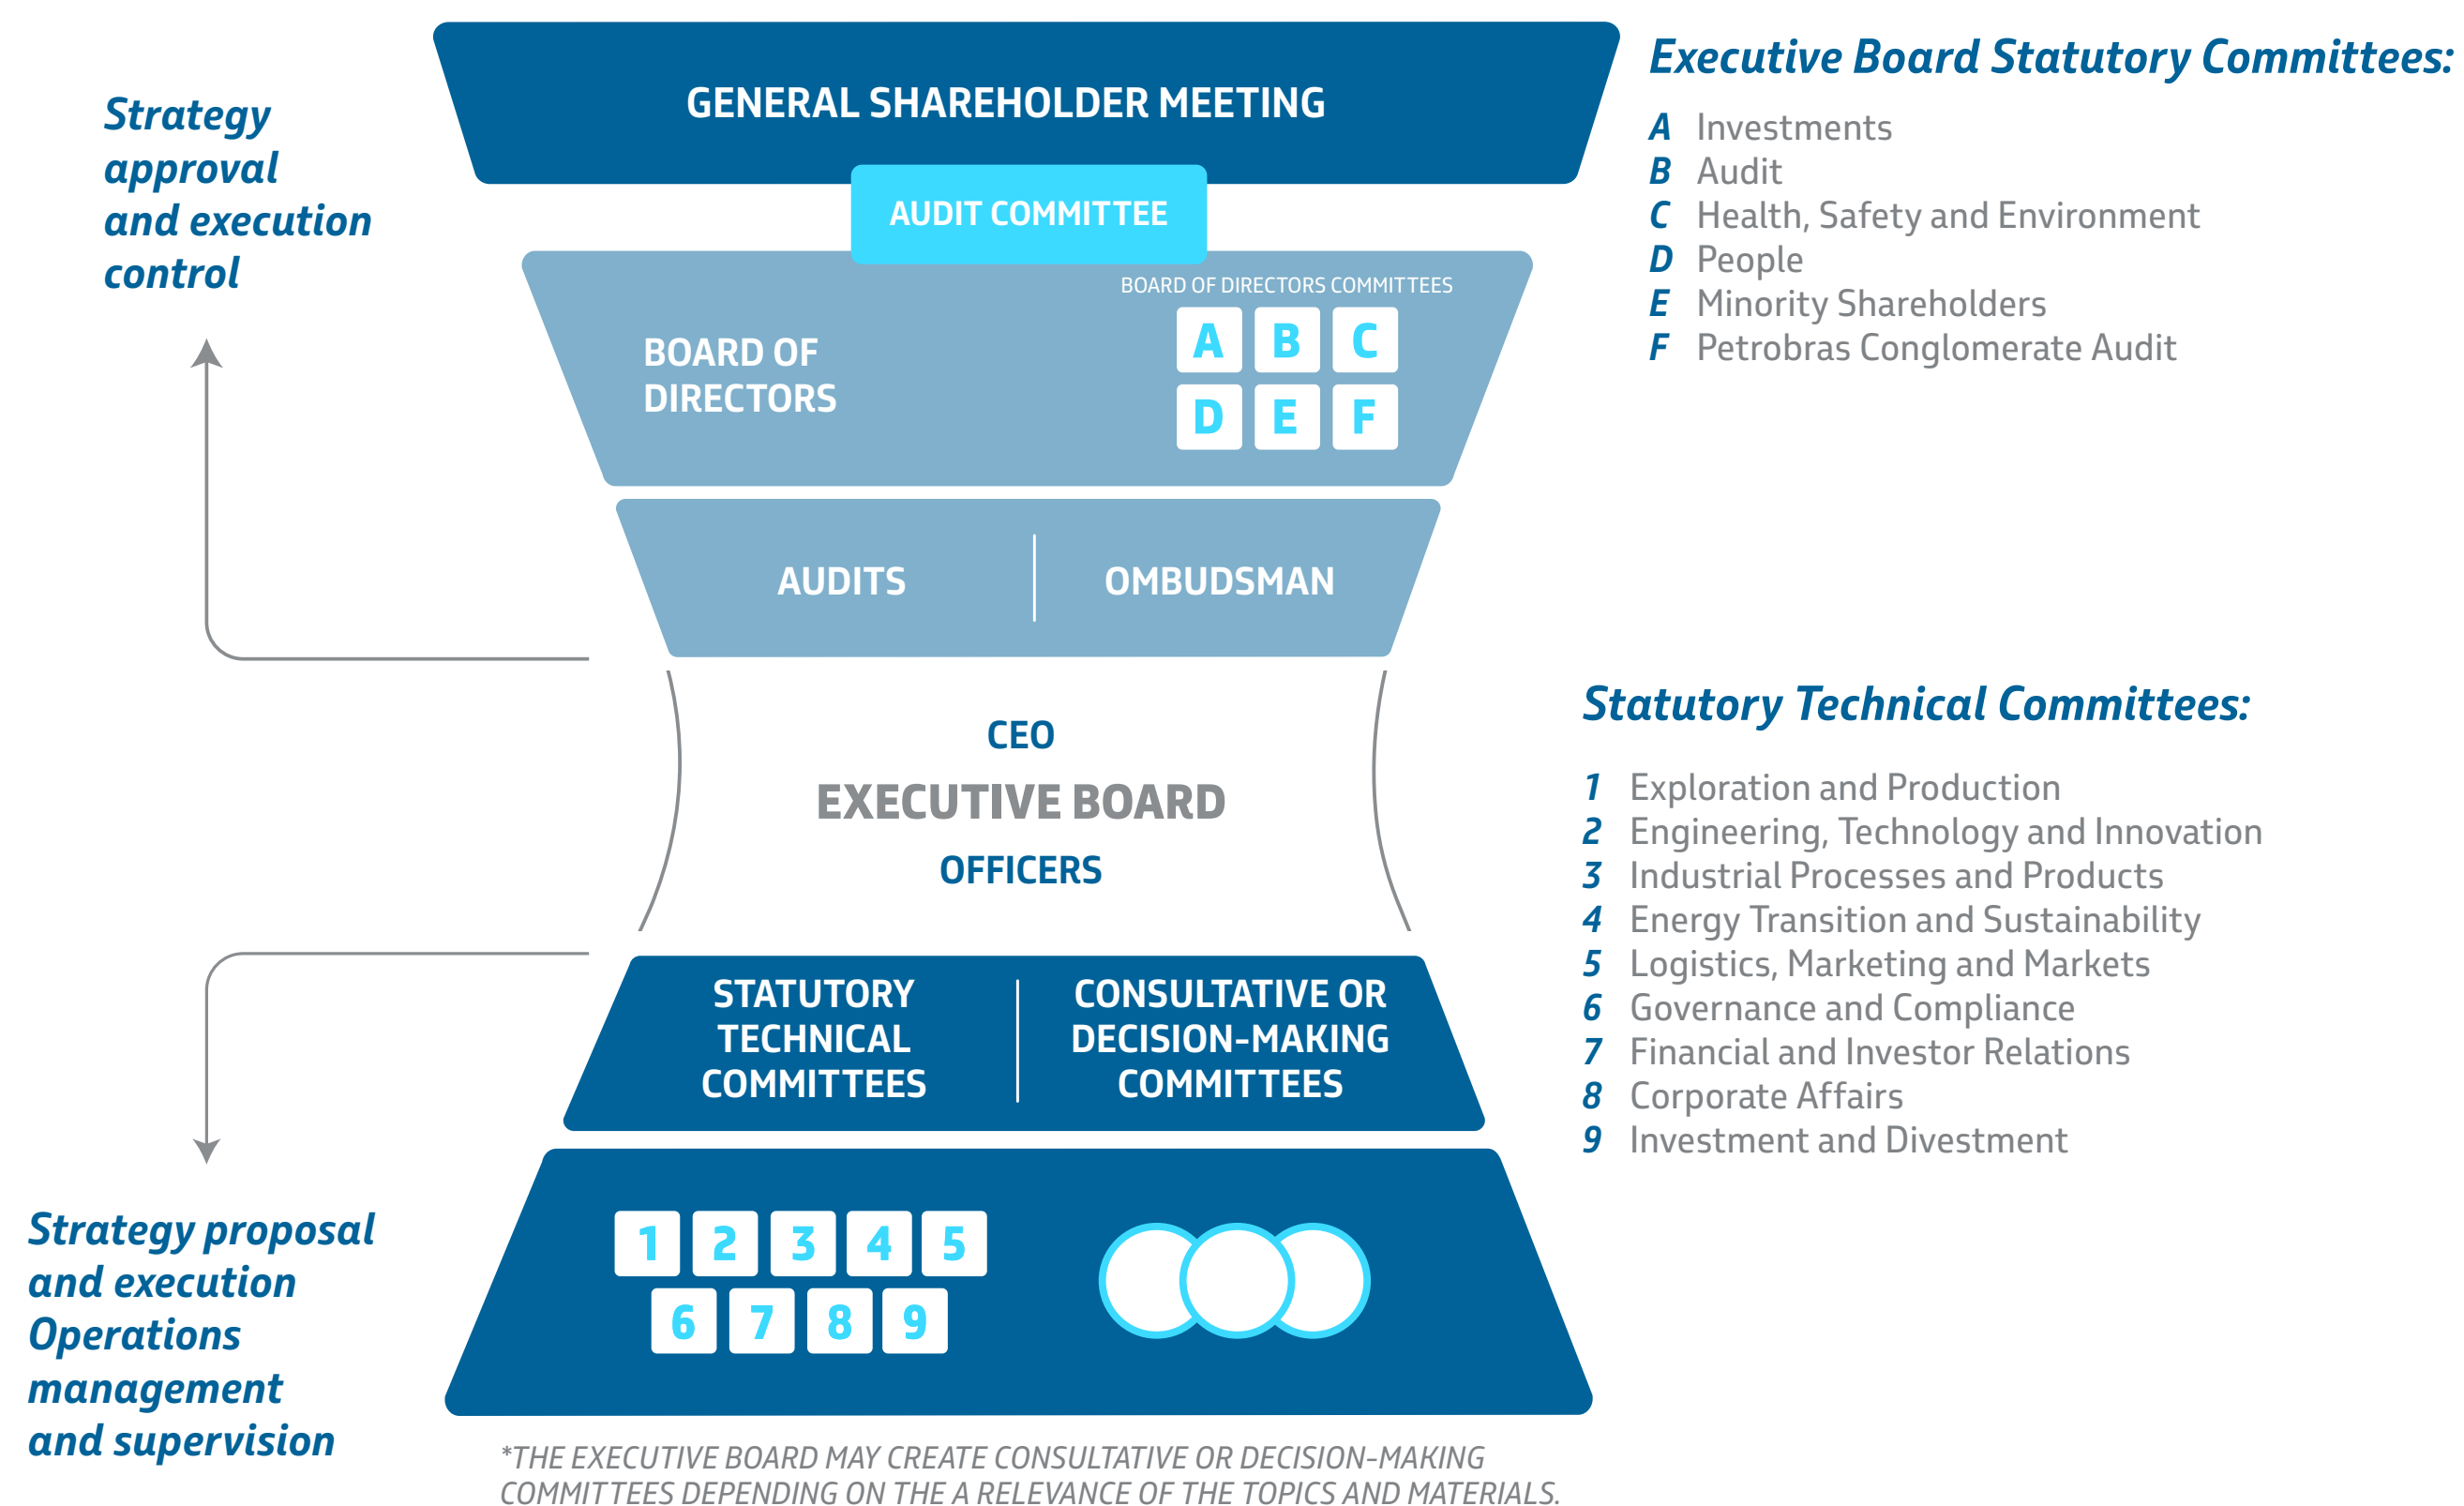 Strategy
approval
and execution
control
GENERAL SHAREHOLDER MEETING
AUDIT COMMITTEE
BOARD OF DIRECTORS COMMITTEES
BOARD OF
DIRECTORS
A B C
D E F
AUDITS
OMBUDSMAN
Executive Board Statutory Committees:
A Investments
B Audit
C Health, Safety and Environment
D People
E Minority Shareholders
F Petrobras Conglomerate Audit
CEO
EXECUTIVE BOARD
OFFICERS
STATUTORY
TECHNICAL
COMMITTEES
CONSULTATIVE OR
DECISION-MAKING
COMMITTEES
1 2 3 4 5
6 7 8 9
Statutory Technical Committees:
1 Exploration and Production
2 Engineering, Technology and Innovation
3 Industrial Processes and Products
4 Energy Transition and Sustainability
5 Logistics, Marketing and Markets
6 Governance and Compliance
7 Financial and Investor Relations
8 Corporate Affairs
9 Investment and Divestment
Strategy proposal
and execution
Operations
management
and supervision
*THE EXECUTIVE BOARD MAY CREATE CONSULTATIVE OR DECISION-MAKING
COMMITTEES DEPENDING ON THE A RELEVANCE OF THE TOPICS AND MATERIALS.